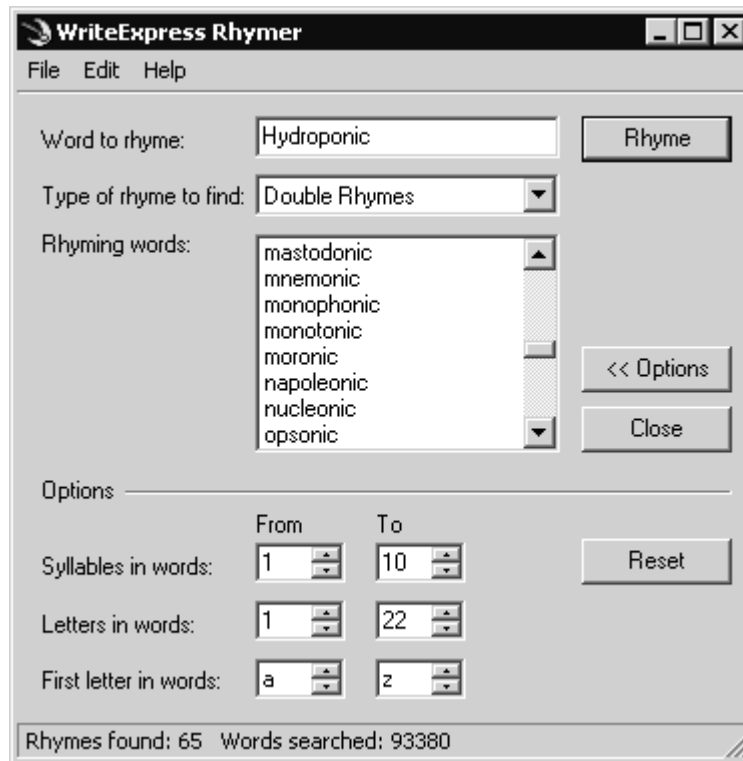 WriteExpress Rhymer
File Edit Help
Word to rhyme: Hydroponic Rhyme
Type of rhyme to find: Double Rhymes
Rhyming words:
mastodonic
mnemonic
monophonic
monotonic
moronic
napoleonic
nucleonic
opsonic
<< Options
Close
Options
From To
Syllables in words: 1 10 Reset
Letters in words: 1 22
First letter in words: a z
Rhymes found: 65 Words searched: 93380